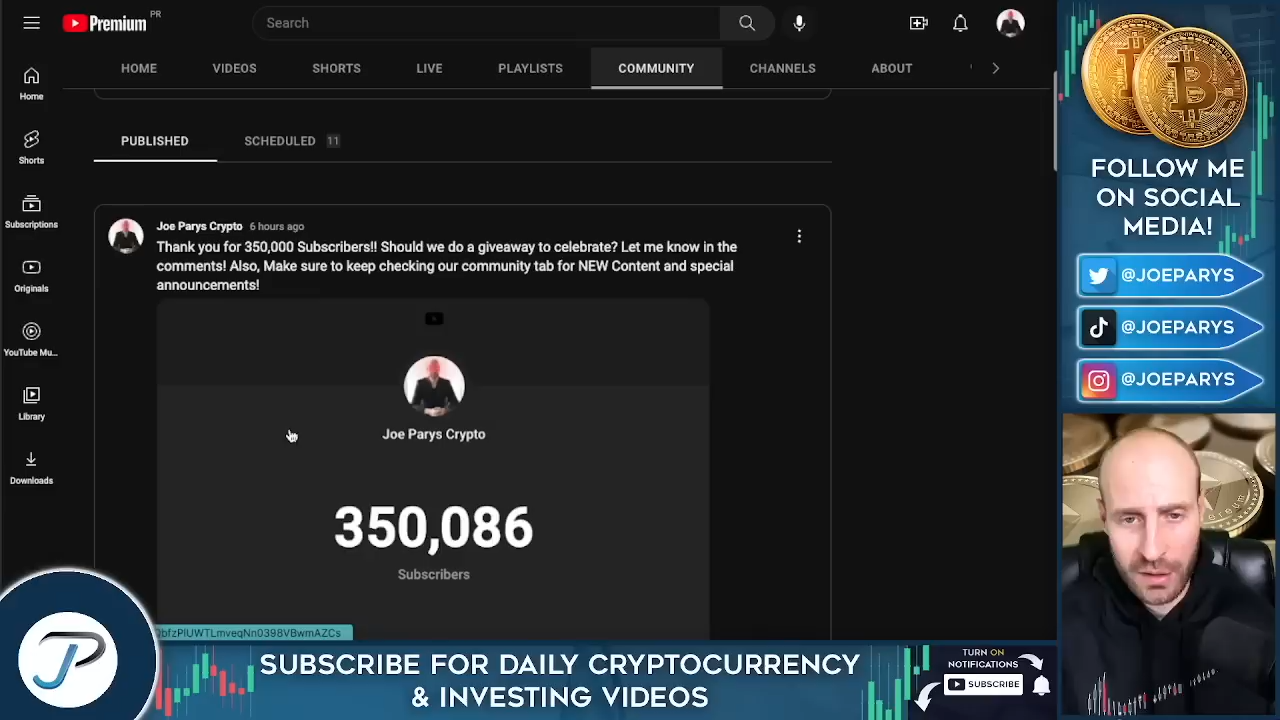 Premium PR
Search
HOME VIDEOS SHORTS LIVE PLAYLISTS COMMUNITY CHANNELS ABOUT
Home
Shorts
Subscriptions
Originals
YouTube Mu...
Library
Downloads
PUBLISHED SCHEDULED 11
Joe Parys Crypto 6 hours ago
Thank you for 350,000 Subscribers!! Should we do a giveaway to celebrate? Let me know in the
comments! Also, Make sure to keep checking our community tab for NEW Content and special
announcements!
Joe Parys Crypto
350,086
Subscribers
FOLLOW ME
ON SOCIAL
MEDIA!
@JOEPARYS
@JOEPARYS
@JOEPARYS
JP
SUBSCRIBE FOR DAILY CRYPTOCURRENCY
& INVESTING VIDEOS
TURN ON
NOTIFICATIONS
SUBSCRIBE